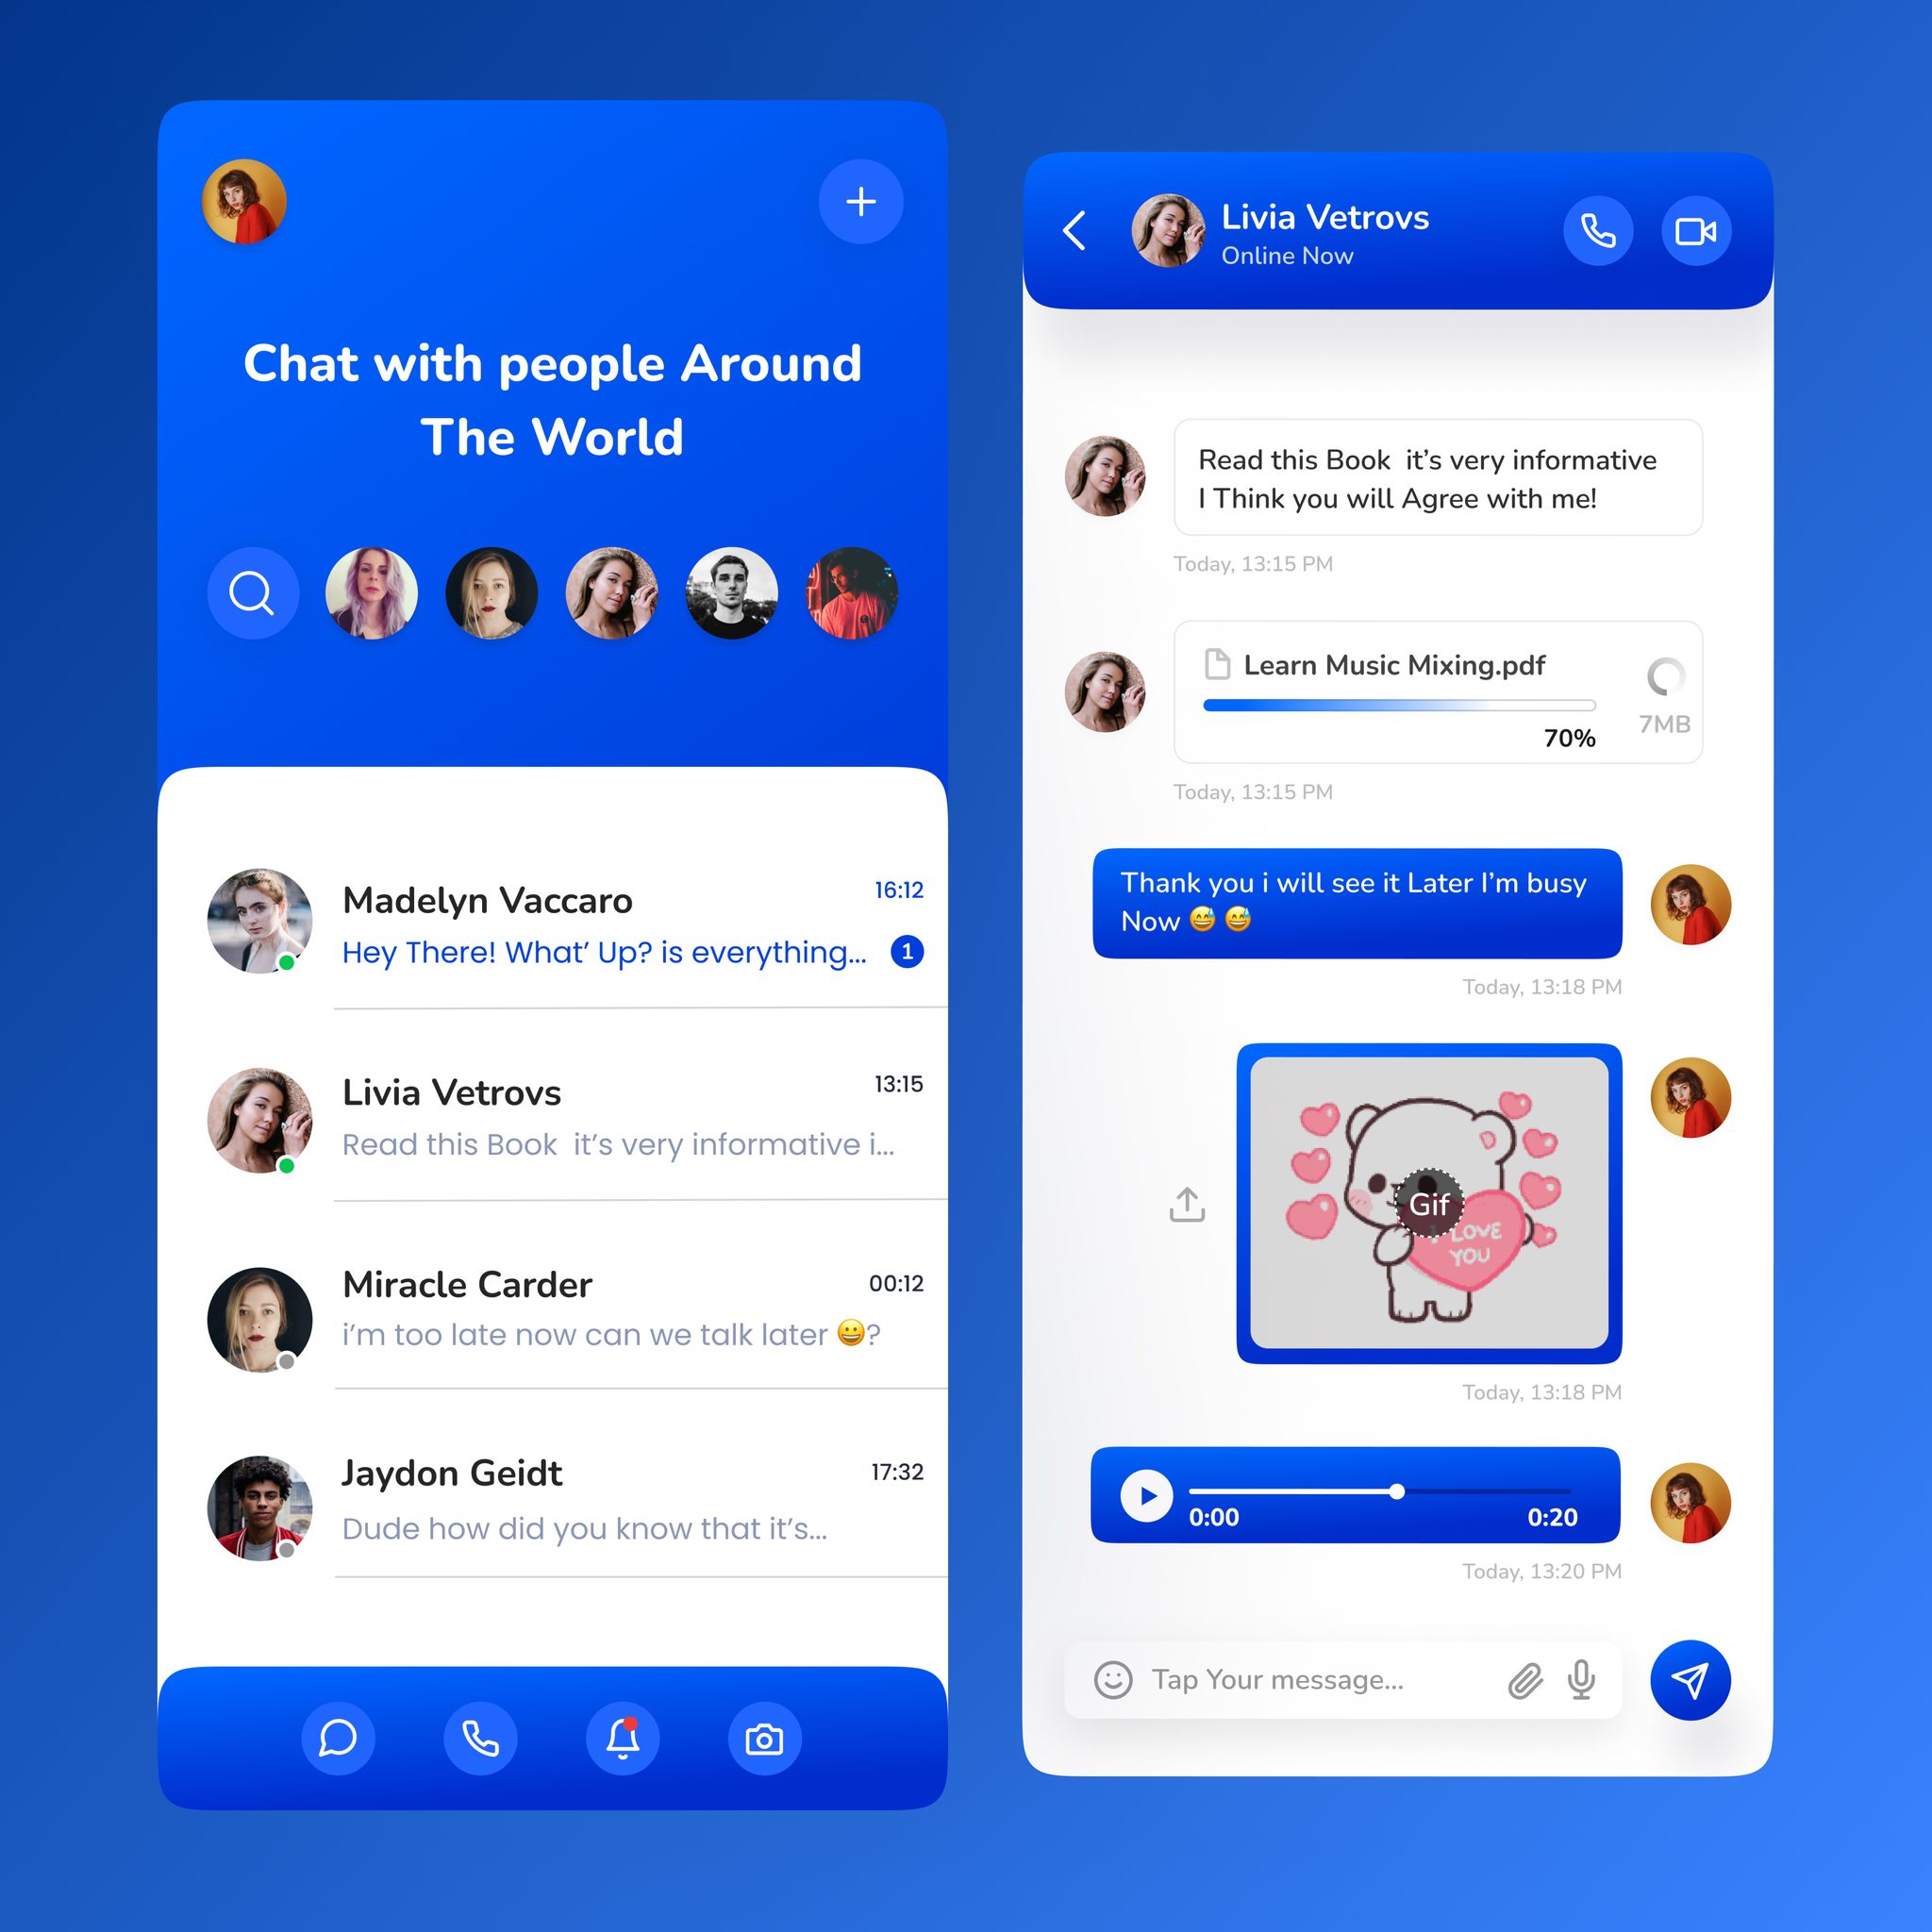 Chat with people Around
The World
Madelyn Vaccaro
16:12
Hey There! What’ Up? is everything...
1
Livia Vetrovs
13:15
Read this Book  it’s very informative i...
Miracle Carder
00:12
i’m too late now can we talk later 😀?
Jaydon Geidt
17:32
Dude how did you know that it’s...
Livia Vetrovs
Online Now
Read this Book  it’s very informative
I Think you will Agree with me!
Today, 13:15 PM
Learn Music Mixing.pdf
7MB
70%
Today, 13:15 PM
Thank you i will see it Later I’m busy
Now 😅 😅
Today, 13:18 PM
Gif
LOVE
YOU
Today, 13:18 PM
0:00
0:20
Today, 13:20 PM
Tap Your message...